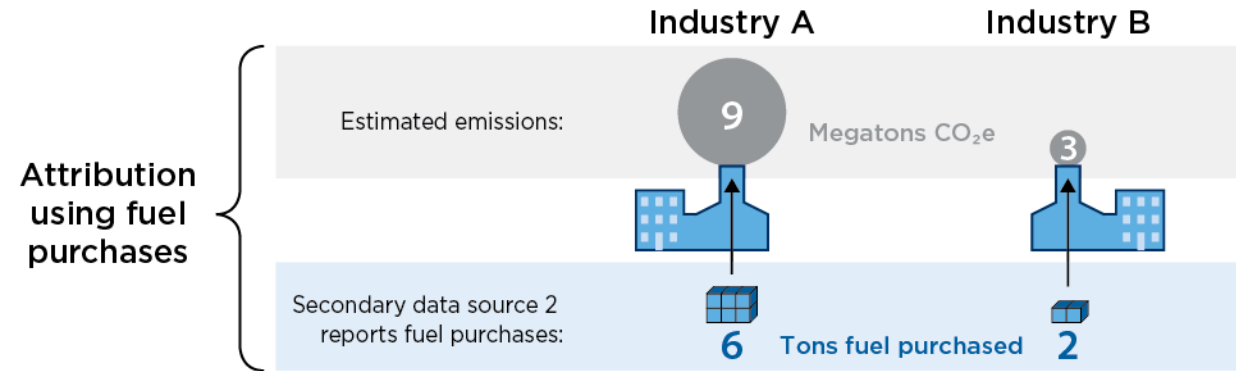 Industry A
Industry B
Attribution
using fuel
purchases
Estimated emissions:
9
Megatons CO₂e
3
Secondary data source 2
reports fuel purchases:
6
Tons fuel purchased
2